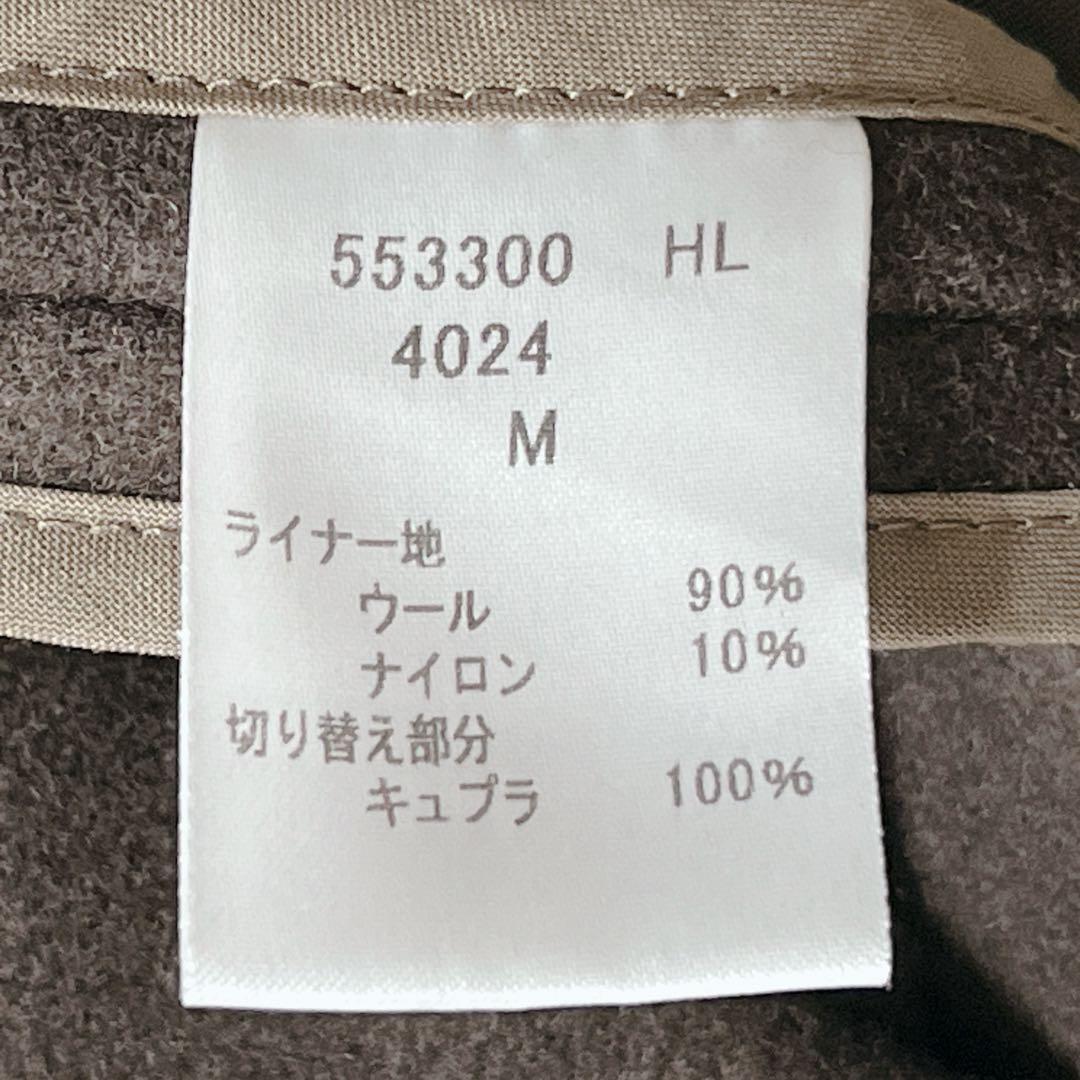 553300 HL
4024
M
ライナー地
ウール 90%
ナイロン 10%
切り替え部分
キュプラ 100%